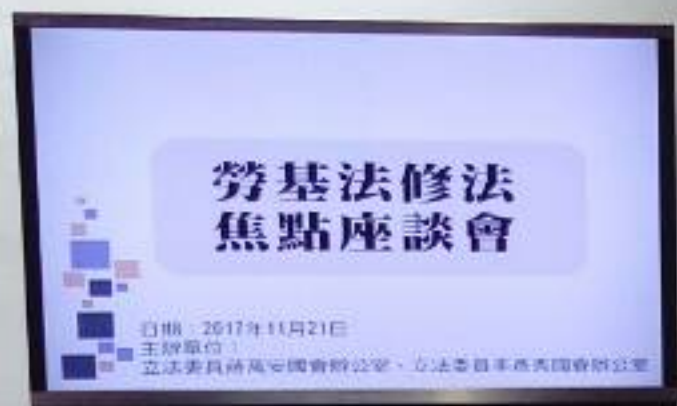 勞基法修法
焦點座談會
日期：2017年11月21日
主辦單位：
立法委員蔣萬安國會辦公室、立法委員李彥秀國會辦公室